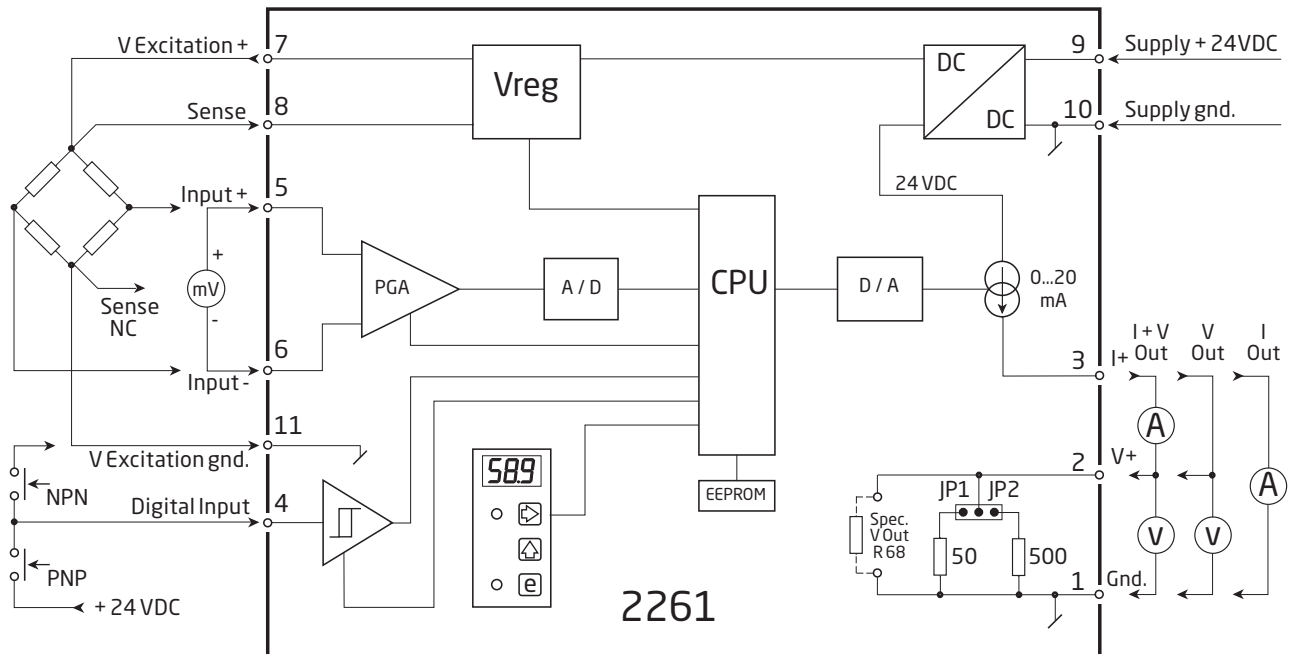 V Excitation +
7
9
Supply + 24VDC
Vreg
DC
DC
Sense
8
10
Supply gnd.
Input +
5
24 VDC
+
mV
-
PGA
A / D
CPU
D / A
0...20
mA
Sense
NC
6
Input -
3
I+
I + V
Out
V
Out
I
Out
A
11
V Excitation gnd.
2
V+
A
NPN
58.9
EEPROM
JP1
JP2
Digital Input
4
Spec.
V Out
R 68
50
500
V
V
PNP
e
1
Gnd.
+ 24 VDC
2261